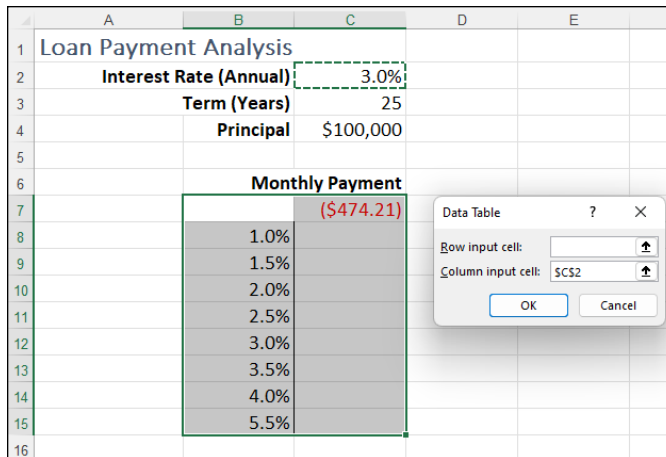 A B C D E
1 Loan Payment Analysis
2 Interest Rate (Annual) 3.0%
3 Term (Years) 25
4 Principal $100,000
5
6 Monthly Payment
7 ($474.21)
8 1.0%
9 1.5%
10 2.0%
11 2.5%
12 3.0%
13 3.5%
14 4.0%
15 5.5%
16
Data Table ? ×
Row input cell:
Column input cell: $C$2
OK Cancel